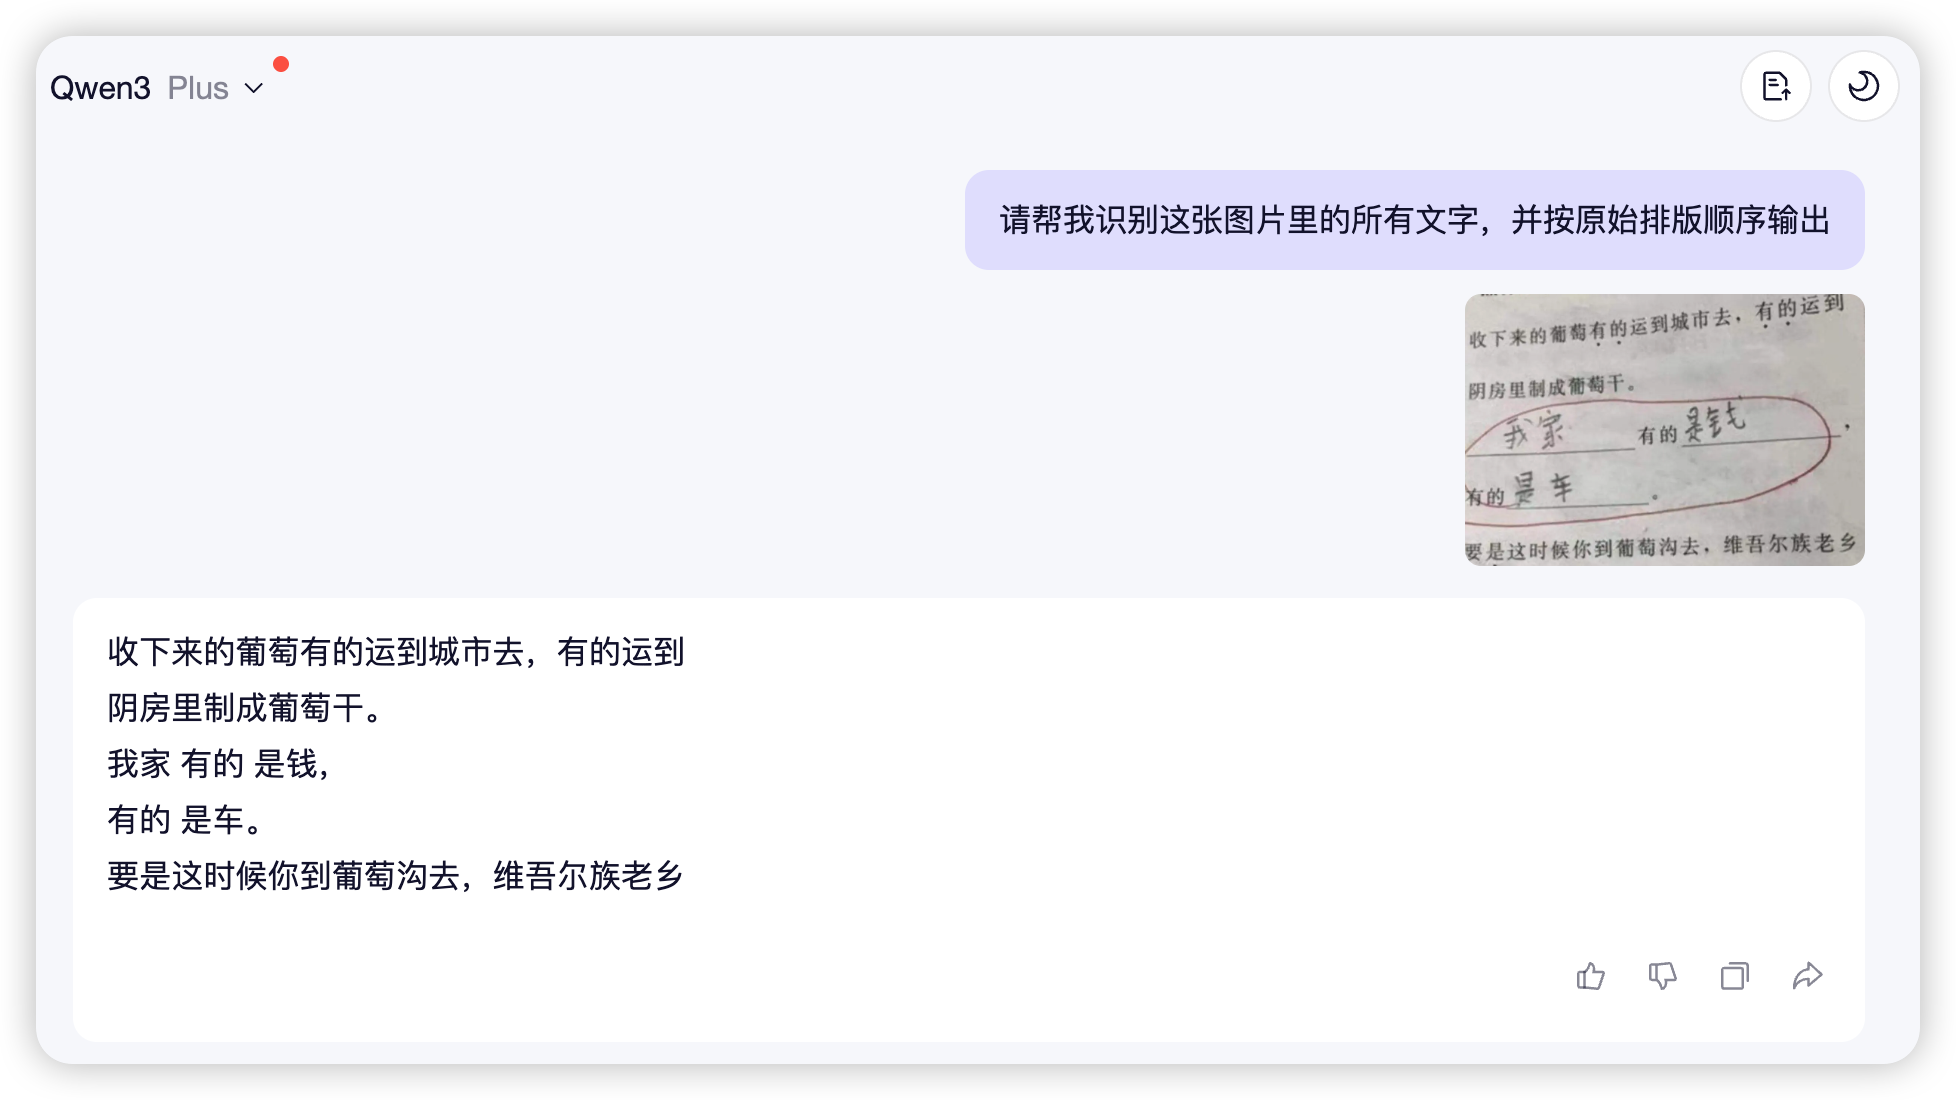 Qwen3 Plus
请帮我识别这张图片里的所有文字，并按原始排版顺序输出
收下来的葡萄有的运到城市去，有的运到
阴房里制成葡萄干。
我家 有的 是钱，
有的 是车 。
要是这时候你到葡萄沟去，维吾尔族老乡
收下来的葡萄有的运到城市去，有的运到
阴房里制成葡萄干。
我家 有的 是钱，
有的 是车。
要是这时候你到葡萄沟去，维吾尔族老乡